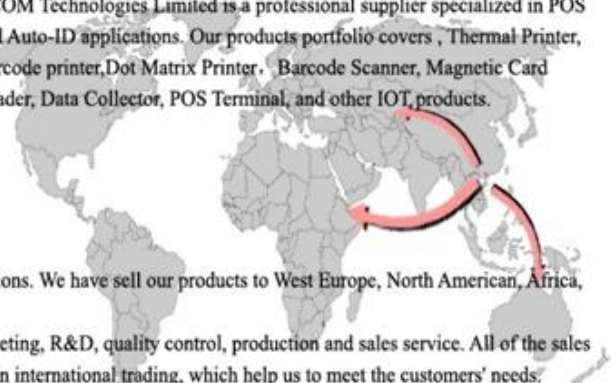 COM Technologies Limited is a professional supplier specialized in POS
l Auto-ID applications. Our products portfolio covers , Thermal Printer,
rcode printer,Dot Matrix Printer, Barcode Scanner, Magnetic Card
ader, Data Collector, POS Terminal, and other IOT products.
ons. We have sell our products to West Europe, North American, Africa,
eting, R&D, quality control, production and sales service. All of the sales
n international trading, which help us to meet the customers' needs.